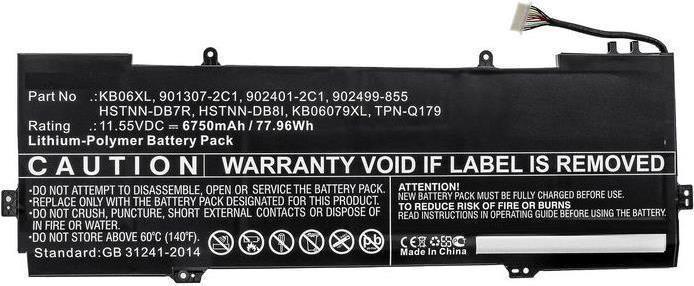 Part No .: KB06XL, 901307-2C1, 902401-2C1, 902499-855
HSTNN-DB7R, HSTNN-DB8I, KB06079XL, TPN-Q179
Rating .: 11.55VDC ⎓ 6750mAh / 77.96Wh
Lithium-Polymer Battery Pack
CAUTION WARRANTY VOID IF LABEL IS REMOVED
•DO NOT ATTEMPT TO DISASSEMBLE, OPEN OR SERVICE THE BATTERY PACK
•REPLACE ONLY WITH THE BATTERY PACK DESIGNATED FOR THIS PRODUCT.
•DO NOT CRUSH, PUNCTURE, SHORT EXTERNAL CONTACTS OR DISPOSE OF IN FIRE OR WATER.
•DO NOT STORE ABOVE 60°C (140°F).
Standard: GB 31241-2014
ATTENTION!
NEW BATTERY PACK MUST BE FULLY CHARGED BEFORE USE.
TO REDUCE RISK OF FIRE OR BURNS
READ INSTRUCTIONS IN OPERATING GUIDE BEFORE USING BATTERY.
Pb
CE